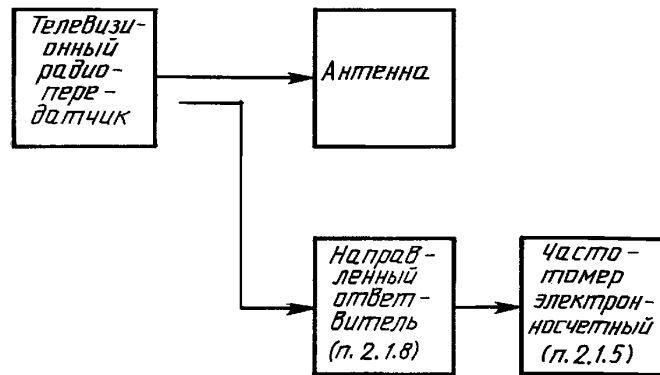 Телевизи-
онный
радио-
пере-
датчик
Антенна
Направ-
ленный
ответ-
витель
(п. 2.1.8)
Часто-
томер
электрон-
носчетный
(п. 2.1.5)